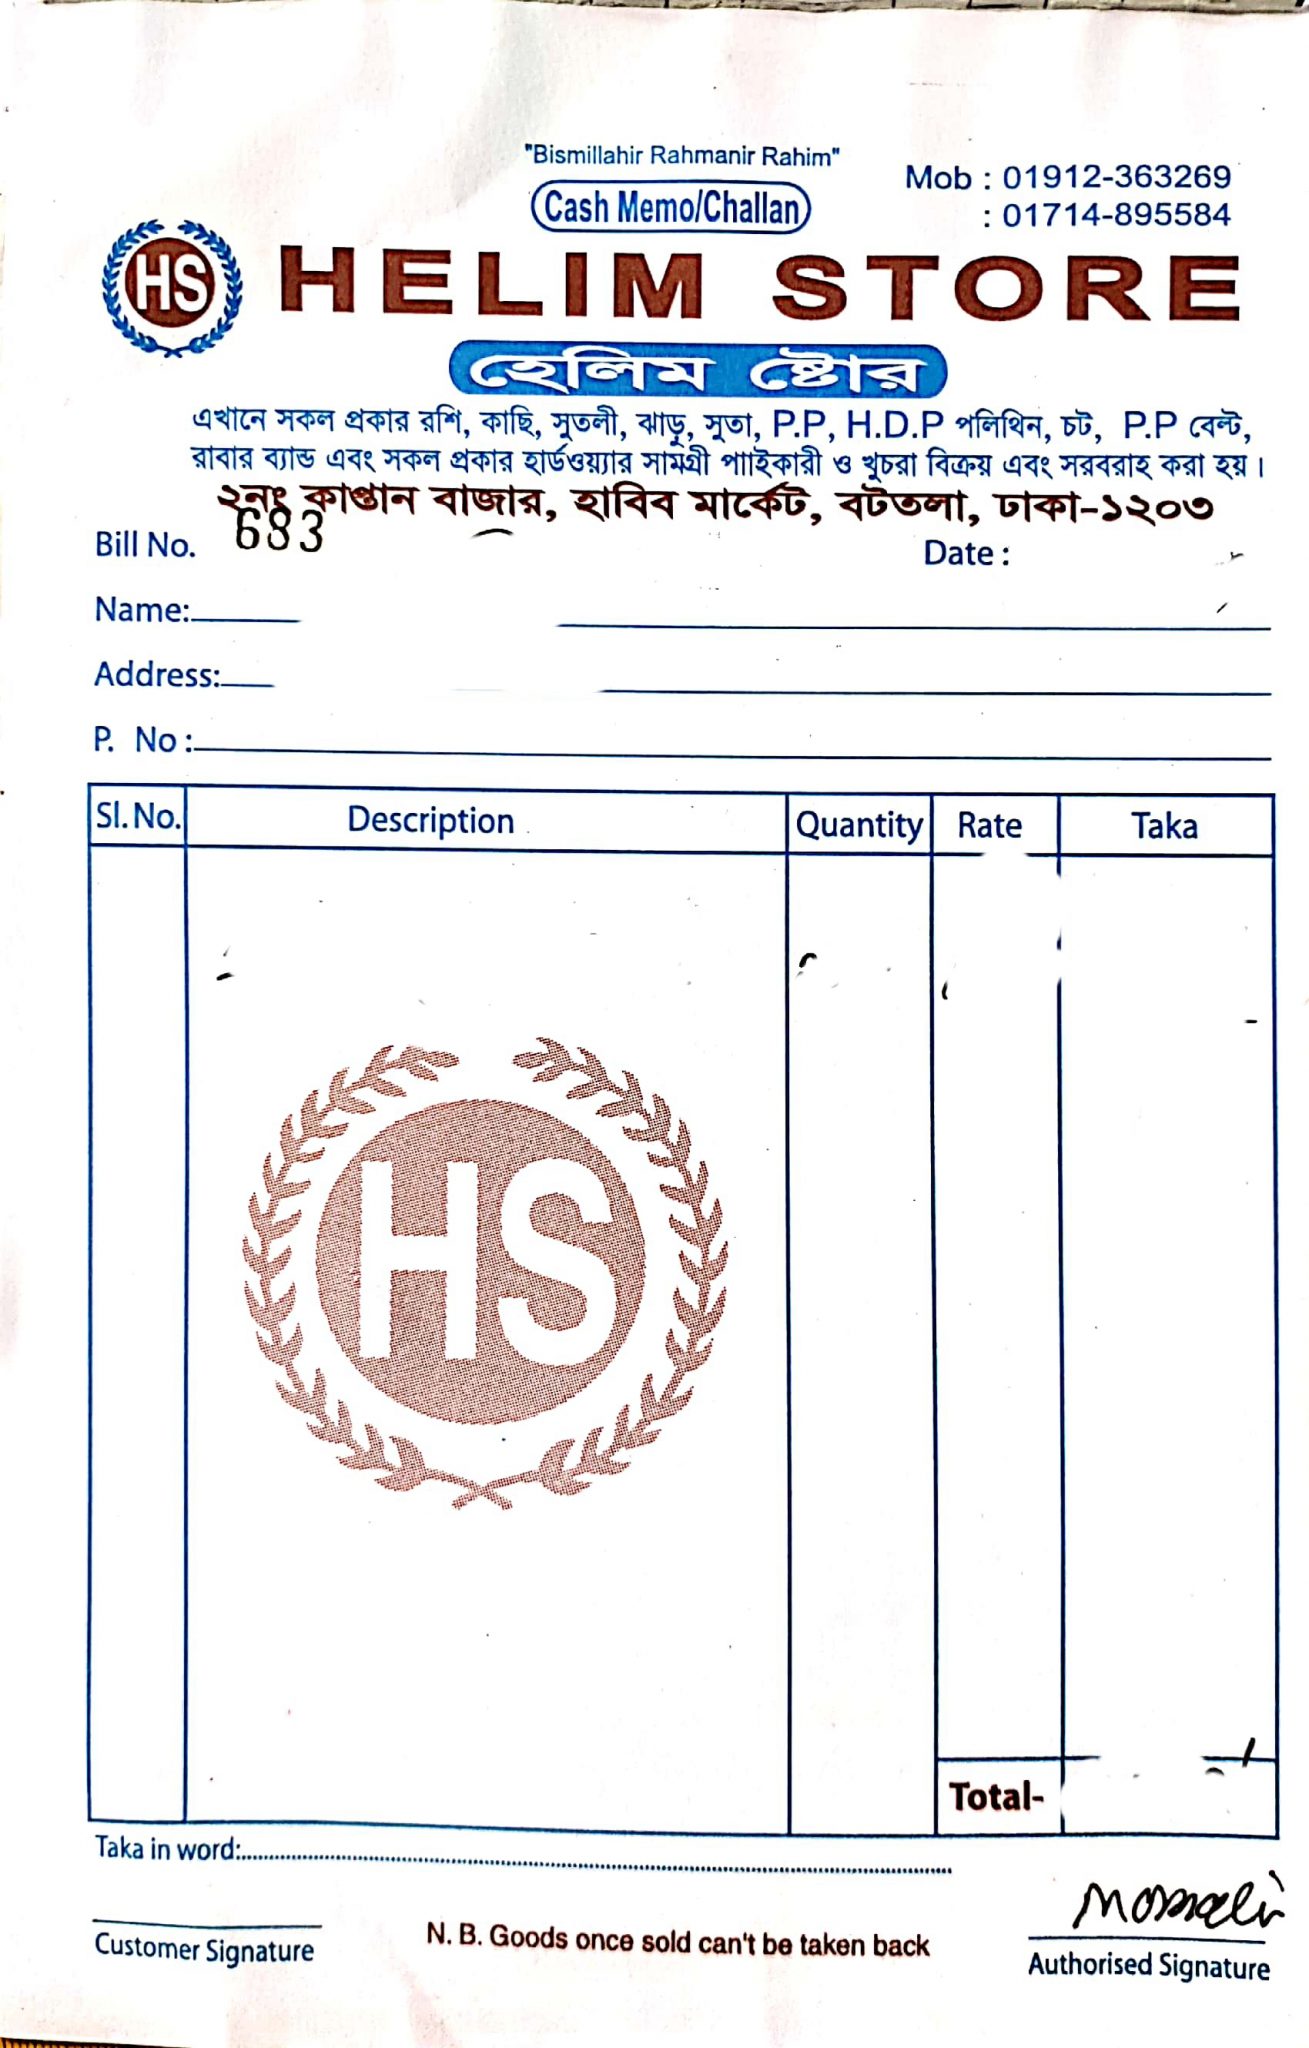 "Bismillahir Rahmanir Rahim"
Cash Memo/Challan
Mob : 01912-363269
: 01714-895584
HS
HELIM STORE
হেলিম ষ্টোর
এখানে সকল প্রকার রশি, কাছি, সুতলী, ঝাড়ু, সুতা, P.P, H.D.P পলিথিন, চট, P.P বেল্ট,
রাবার ব্যান্ড এবং সকল প্রকার হার্ডওয়্যার সামগ্রী পাাইকারী ও খুচরা বিক্রয় এবং সরবরাহ করা হয়।
২নং কাপ্তান বাজার, হাবিব মার্কেট, বটতলা, ঢাকা-১২০৩
Bill No. 683 Date :
Name:
Address:
P. No :
Sl. No. Description Quantity Rate Taka
HS
Total-
Taka in word:
Customer Signature
N. B. Goods once sold can't be taken back
Authorised Signature